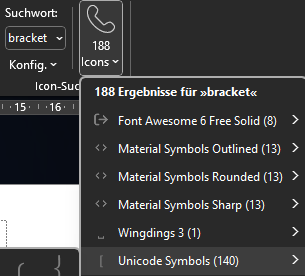 Suchwort:
bracket
188
Icons
Konfig.
Icon-Suc
188 Ergebnisse für »bracket«
15
16
Font Awesome 6 Free Solid (8)
Material Symbols Outlined (13)
Material Symbols Rounded (13)
Material Symbols Sharp (13)
Wingdings 3 (1)
Unicode Symbols (140)